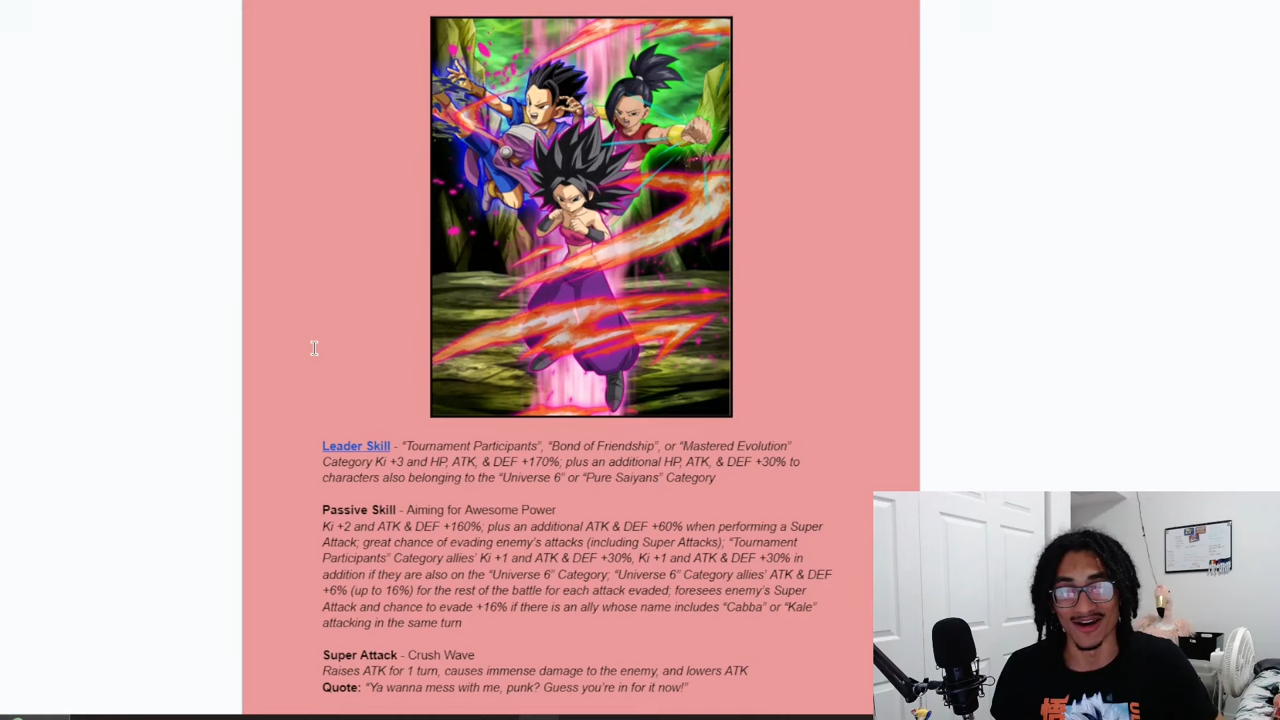 Leader Skill - “Tournament Participants”, “Bond of Friendship”, or “Mastered Evolution”
Category Ki +3 and HP, ATK, & DEF +170%; plus an additional HP, ATK, & DEF +30% to
characters also belonging to the “Universe 6” or “Pure Saiyans” Category
Passive Skill - Aiming for Awesome Power
Ki +2 and ATK & DEF +160%; plus an additional ATK & DEF +60% when performing a Super
Attack; great chance of evading enemy’s attacks (including Super Attacks); “Tournament
Participants” Category allies’ Ki +1 and ATK & DEF +30%, Ki +1 and ATK & DEF +30% in
addition if they are also on the “Universe 6” Category; “Universe 6” Category allies’ ATK & DEF
+6% (up to 16%) for the rest of the battle for each attack evaded; foresees enemy’s Super
Attack and chance to evade +16% if there is an ally whose name includes “Cabba” or “Kale”
attacking in the same turn
Super Attack - Crush Wave
Raises ATK for 1 turn, causes immense damage to the enemy, and lowers ATK
Quote: “Ya wanna mess with me, punk? Guess you’re in for it now!”